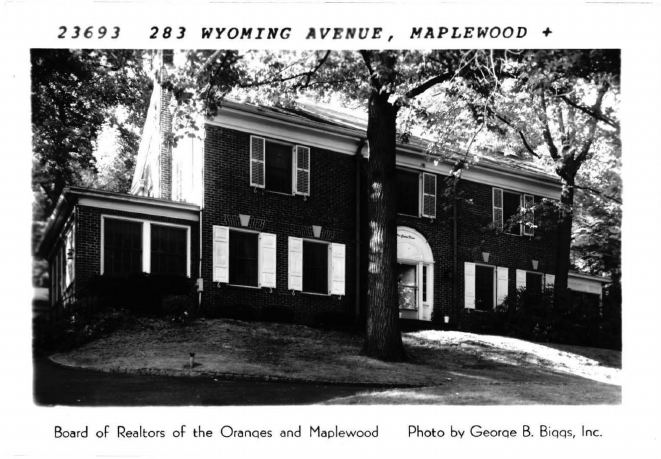 23693 283 WYOMING AVENUE, MAPLEWOOD +
Board of Realtors of the Oranges and Maplewood Photo by George B. Biggs, Inc.